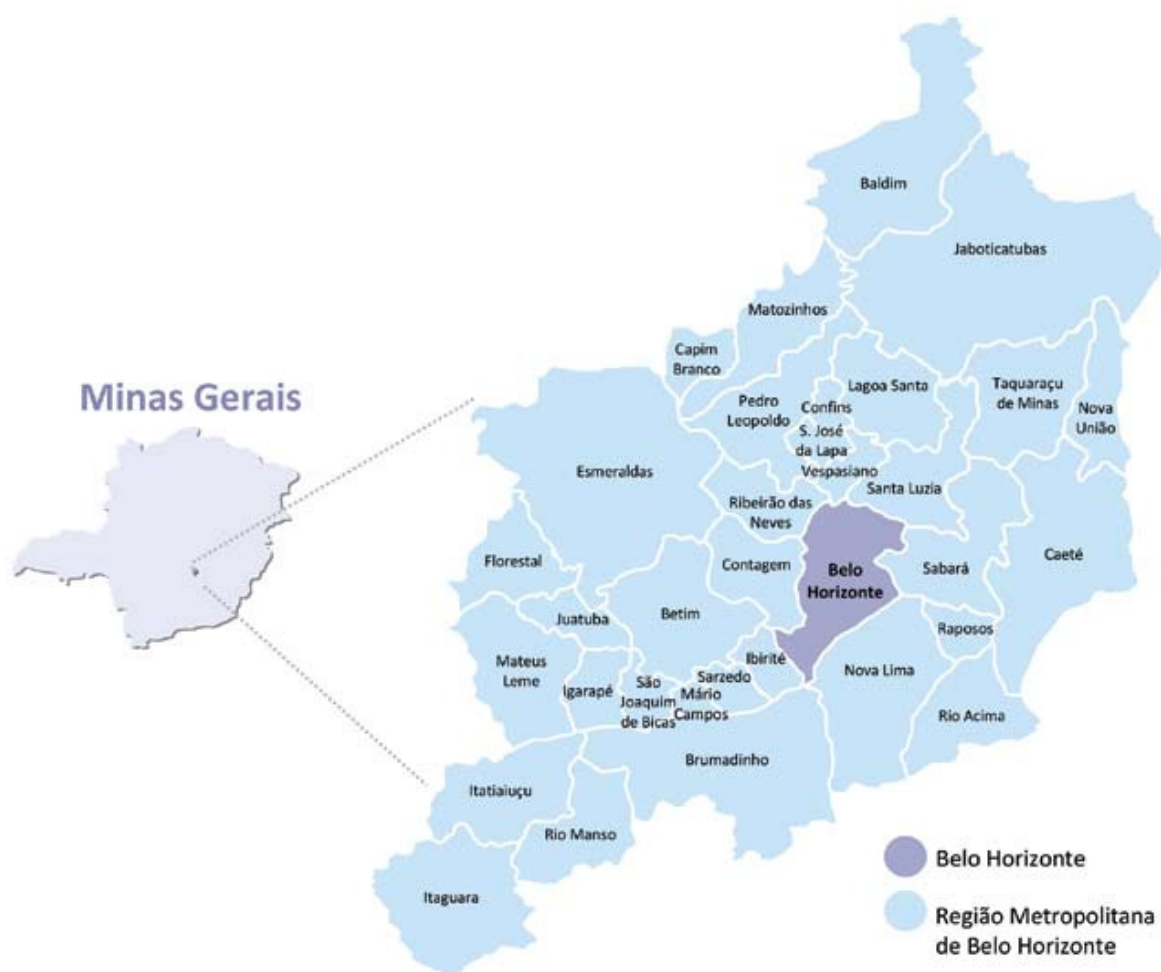 Baldim
Jaboticatubas
Matozinhos
Capim
Branco
Lagoa Santa
Taquaraçu
de Minas
Nova
União
Minas Gerais
Pedro
Leopoldo
Confins
S. José
da Lapa
Vespasiano
Esmeraldas
Santa Luzia
Ribeirão das
Neves
Florestal
Contagem
Belo
Horizonte
Sabará
Caeté
Juatuba
Betim
Raposos
Mateus
Leme
Igarapé
São
Joaquim
de Bicas
Mário
Campos
Sarzedo
Ibirité
Nova Lima
Rio Acima
Brumadinho
Itatiaiuçu
Rio Manso
Itaguara
Belo Horizonte
Região Metropolitana
de Belo Horizonte